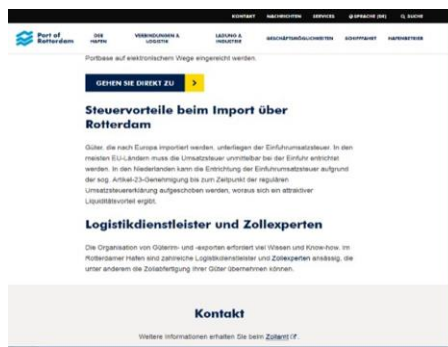 KONTAKT NACHRICHTEN SERVICES SPRACHE (DE) SUCHE
Port of Rotterdam
DER HAFEN
VERBINDUNGEN & LOGISTIK
LADUNG & INDUSTRIE
GESCHÄFTSMÖGLICHKEITEN
SCHIFFFAHRT
HAFENBETRIEB
Portbase auf elektronischem Wege eingereicht werden.
GEHEN SIE DIREKT ZU >
Steuervorteile beim Import über
Rotterdam
Güter, die nach Europa importiert werden, unterliegen der Einfuhrumsatzsteuer. In den
meisten EU-Ländern muss die Umsatzsteuer unmittelbar bei der Einfuhr entrichtet
werden. In den Niederlanden kann die Entrichtung der Einfuhrumsatzsteuer aufgrund
der sog. Artikel-23-Genehmigung bis zum Zeitpunkt der regulären
Umsatzsteuererklärung aufgeschoben werden, woraus sich ein attraktiver
Liquiditätsvorteil ergibt.
Logistikdienstleister und Zollexperten
Die Organisation von Güterim- und -exporten erfordert viel Wissen und Know-how. Im
Rotterdamer Hafen sind zahlreiche Logistikdienstleister und Zollexperten ansässig, die
unter anderem die Zollabfertigung Ihrer Güter übernehmen können.
Kontakt
Weitere Informationen erhalten Sie beim Zollamt.